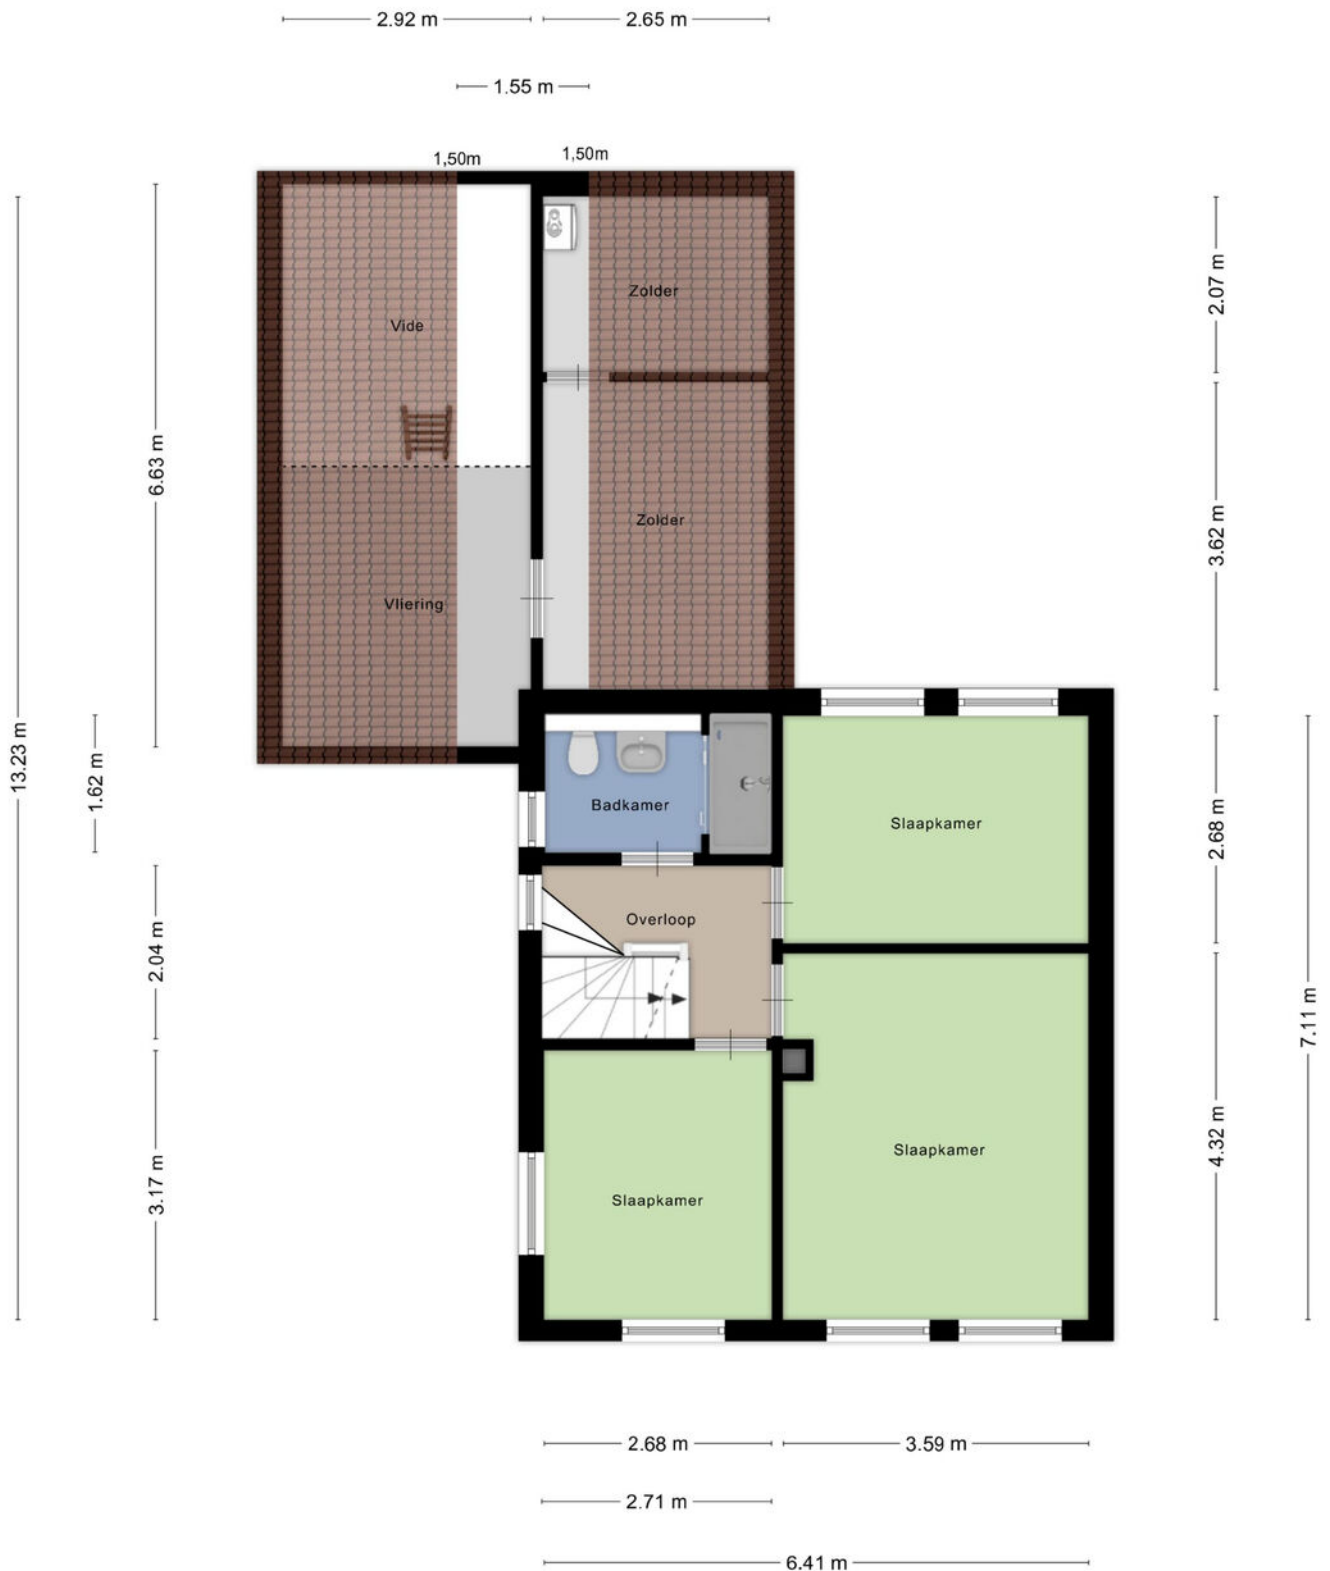 2.92 m
2.65 m
1.55 m
1,50m
1,50m
Zolder
2.07 m
Vide
6.63 m
Zolder
3.62 m
Vliering
13.23 m
1.62 m
Badkamer
Slaapkamer
2.68 m
Overloop
2.04 m
7.11 m
4.32 m
Slaapkamer
3.17 m
Slaapkamer
2.68 m
3.59 m
2.71 m
6.41 m